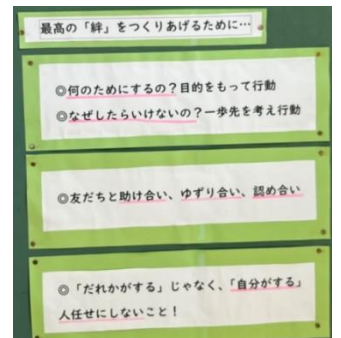 最高の「絆」をつくりあげるために…
◎何のためにするの？目的をもって行動
◎なぜしたらいけないの？一歩先を考え行動
◎友だちと助け合い、ゆずり合い、認め合い
◎「だれかがする」じゃなく、「自分がする」
人任せにしないこと！